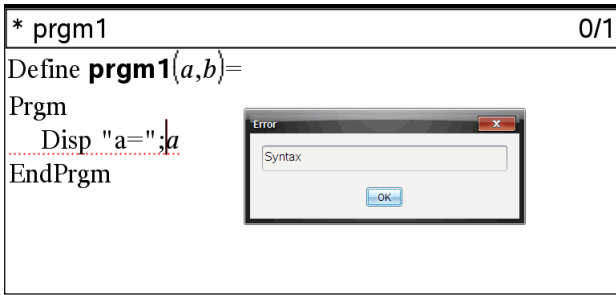 * prgm1 0/1
Define prgm1(a,b)=
Prgm
Disp "a=";a
EndPrgm
Error
x
Syntax
OK